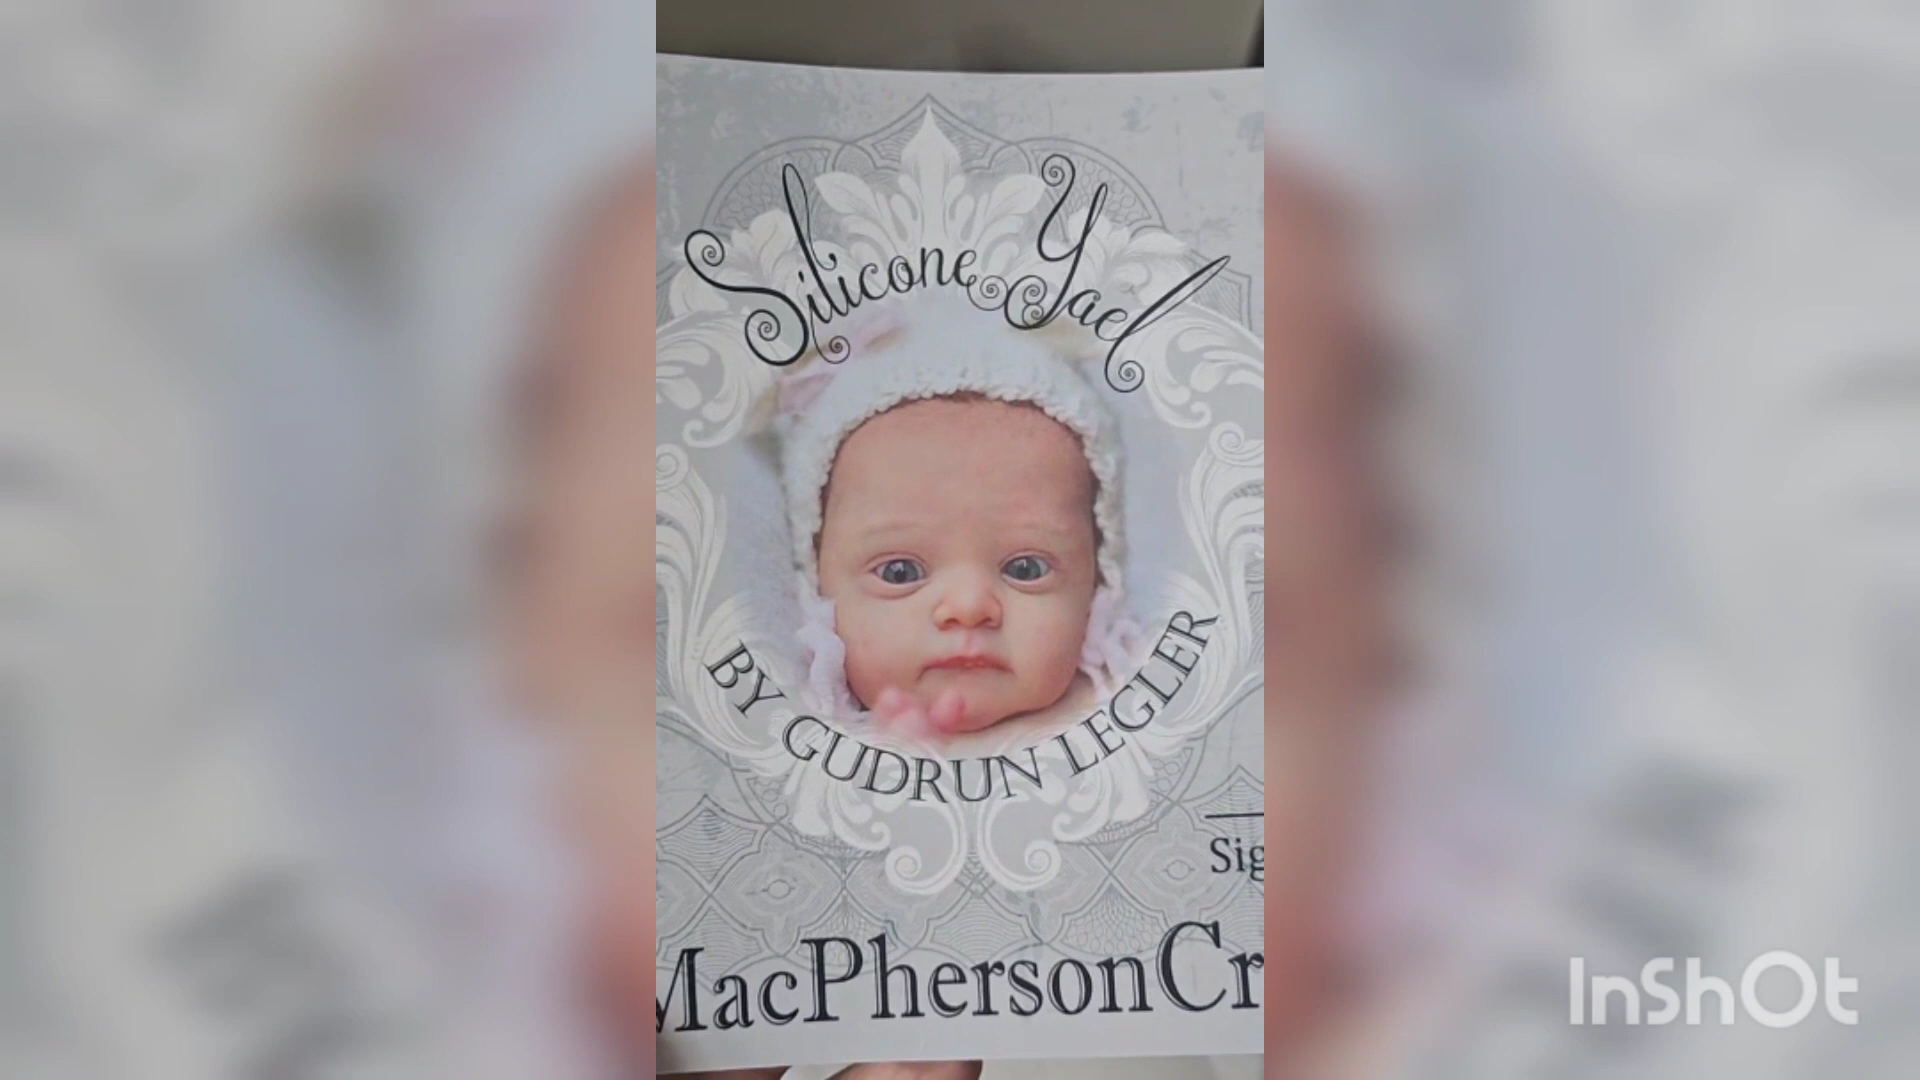 Silicone Yael
BY GUDRUN LEGLER
Sig
MacPhersonCr
InShOt